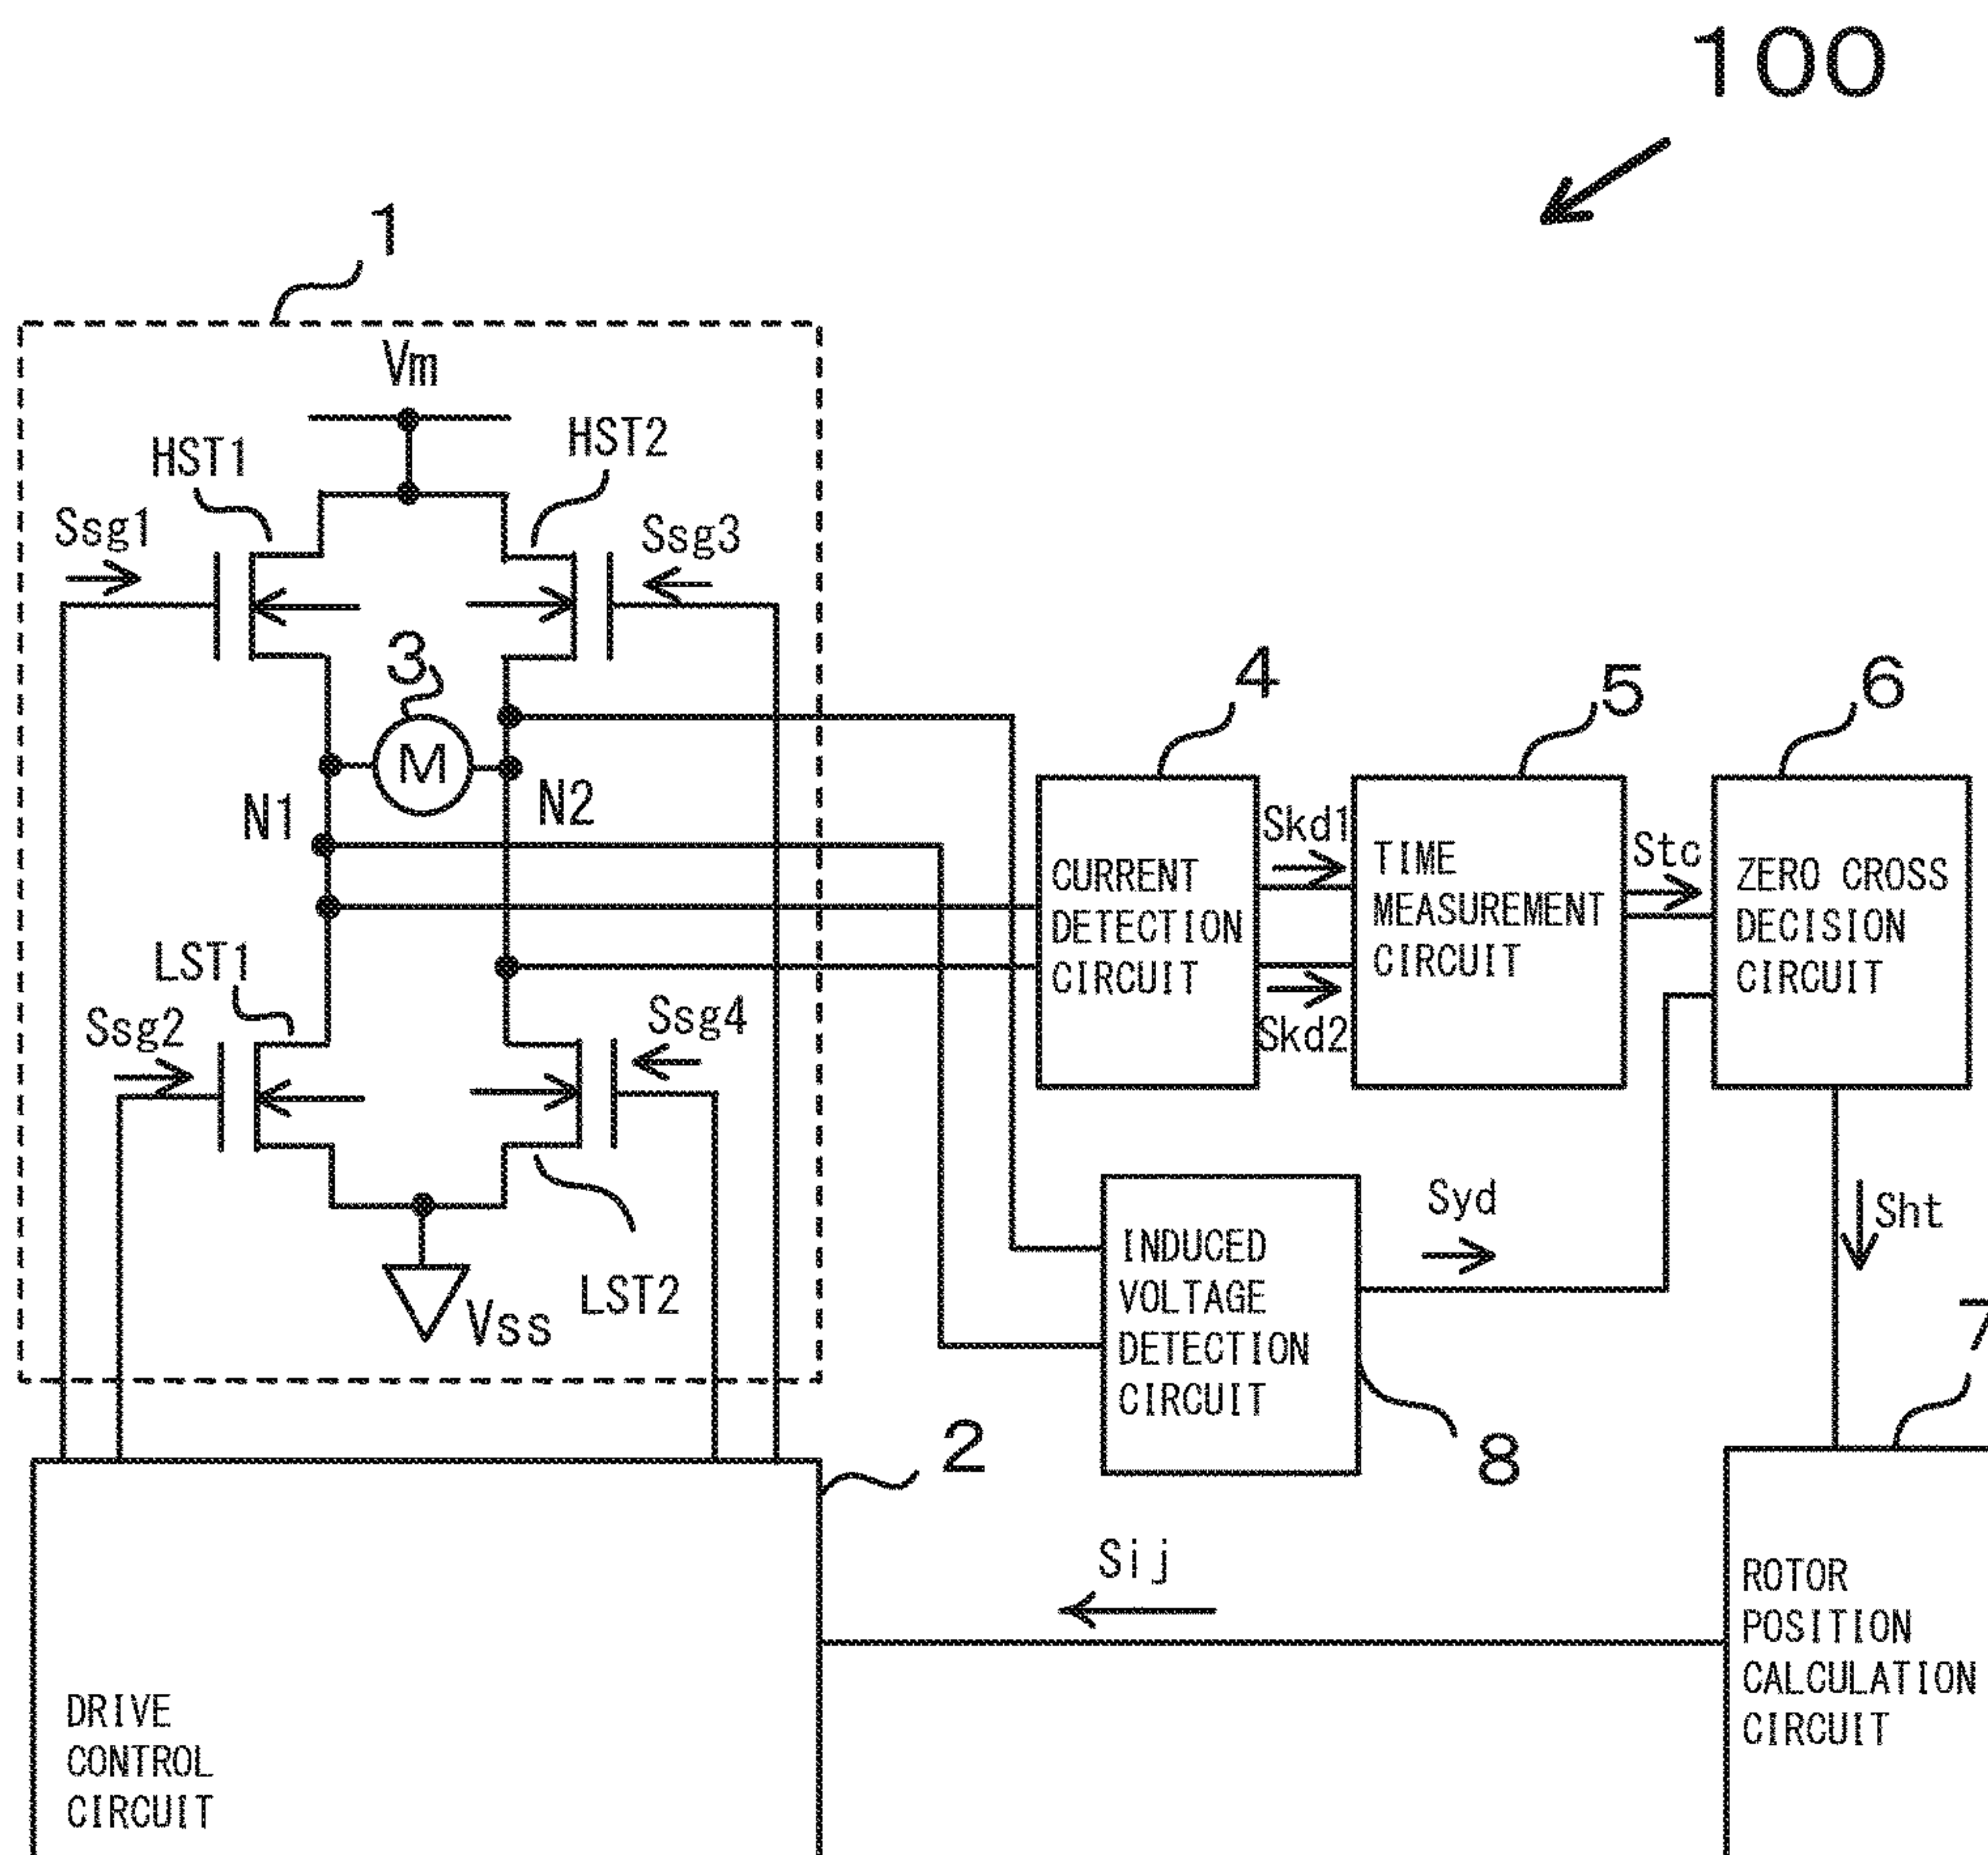 100
1
Vm
HST1
HST2
Ssg1
Ssg3
3
M
N1
N2
4
5
6
CURRENT
DETECTION
CIRCUIT
Skd1
Skd2
TIME
MEASUREMENT
CIRCUIT
Stc
ZERO CROSS
DECISION
CIRCUIT
LST1
Ssg2
Ssg4
LST2
Vss
INDUCED
VOLTAGE
DETECTION
CIRCUIT
Syd
Sht
7
8
2
Sij
DRIVE
CONTROL
CIRCUIT
ROTOR
POSITION
CALCULATION
CIRCUIT